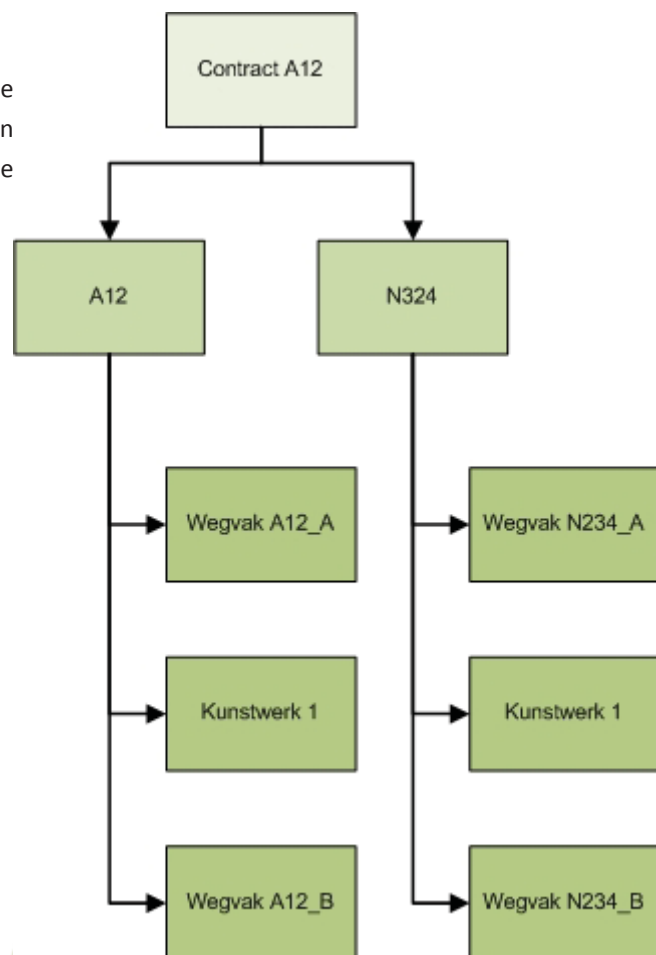 Contract A12
e
n
e
A12
N324
Wegvak A12_A
Wegvak N234_A
Kunstwerk 1
Kunstwerk 1
Wegvak A12_B
Wegvak N234_B